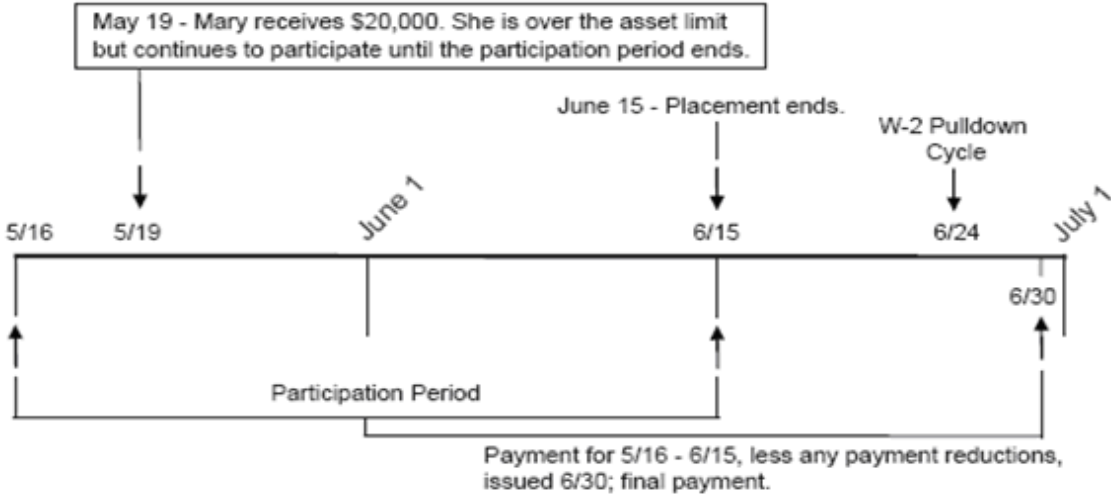 May 19 - Mary receives $20,000. She is over the asset limit
but continues to participate until the participation period ends.
June 15 - Placement ends.
W-2 Pulldown
Cycle
5/16
5/19
June 1
6/15
6/24
July 1
6/30
Participation Period
Payment for 5/16 - 6/15, less any payment reductions,
issued 6/30; final payment.